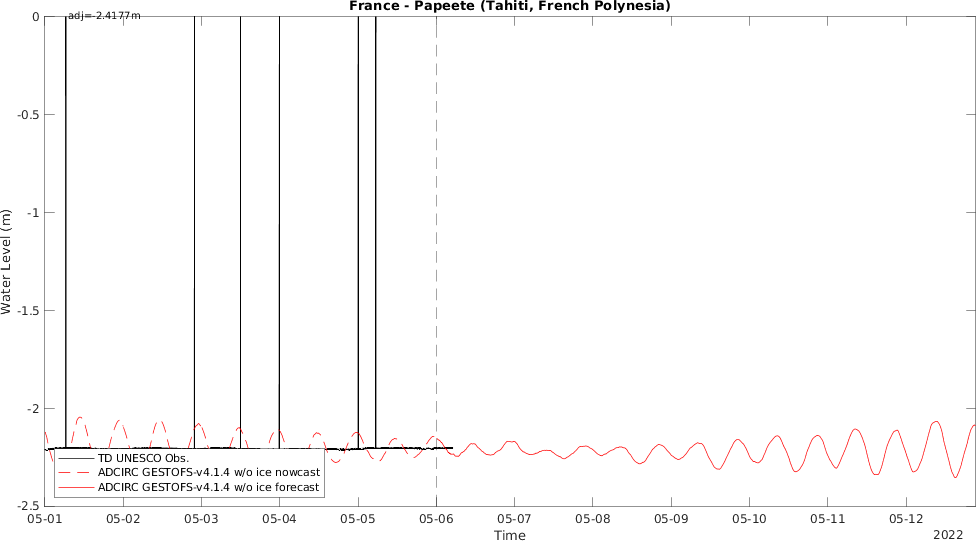 France - Papeete (Tahiti, French Polynesia)
adj=-2.4177m
0
-0.5
-1
-1.5
-2
-2.5
Water Level (m)
TD UNESCO Obs.
ADCIRC GESTOFS-v4.1.4 w/o ice nowcast
ADCIRC GESTOFS-v4.1.4 w/o ice forecast
05-01 05-02 05-03 05-04 05-05 05-06 05-07 05-08 05-09 05-10 05-11 05-12
Time
2022